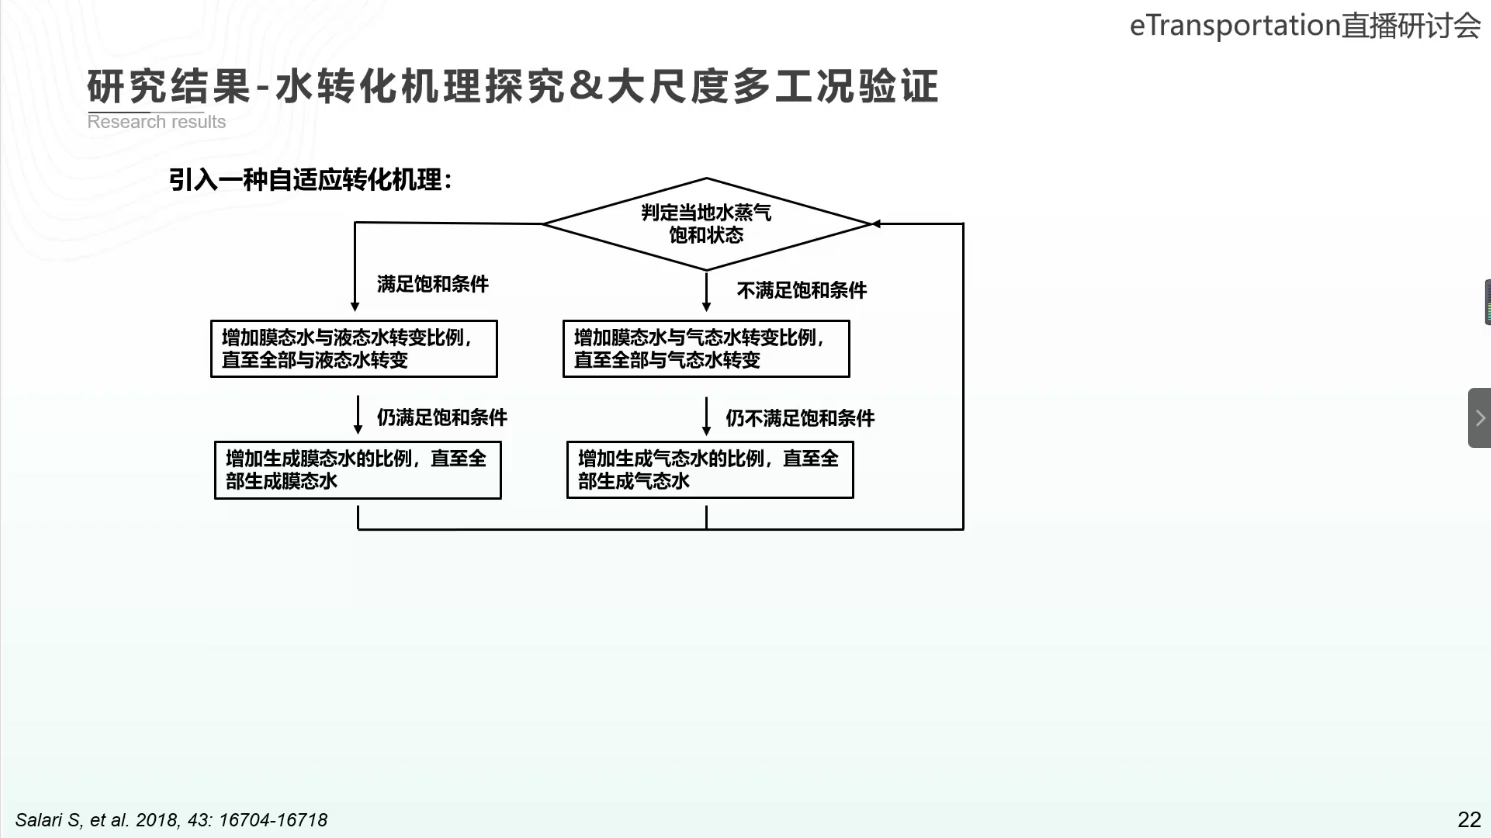 eTransportation直播研讨会
研究结果-水转化机理探究&大尺度多工况验证
Research results
引入一种自适应转化机理：
判定当地水蒸气
饱和状态
满足饱和条件
不满足饱和条件
增加膜态水与液态水转变比例，
直至全部与液态水转变
增加膜态水与气态水转变比例，
直至全部与气态水转变
仍满足饱和条件
仍不满足饱和条件
增加生成膜态水的比例，直至全
部生成膜态水
增加生成气态水的比例，直至全
部生成气态水
Salari S, et al. 2018, 43: 16704-16718
22